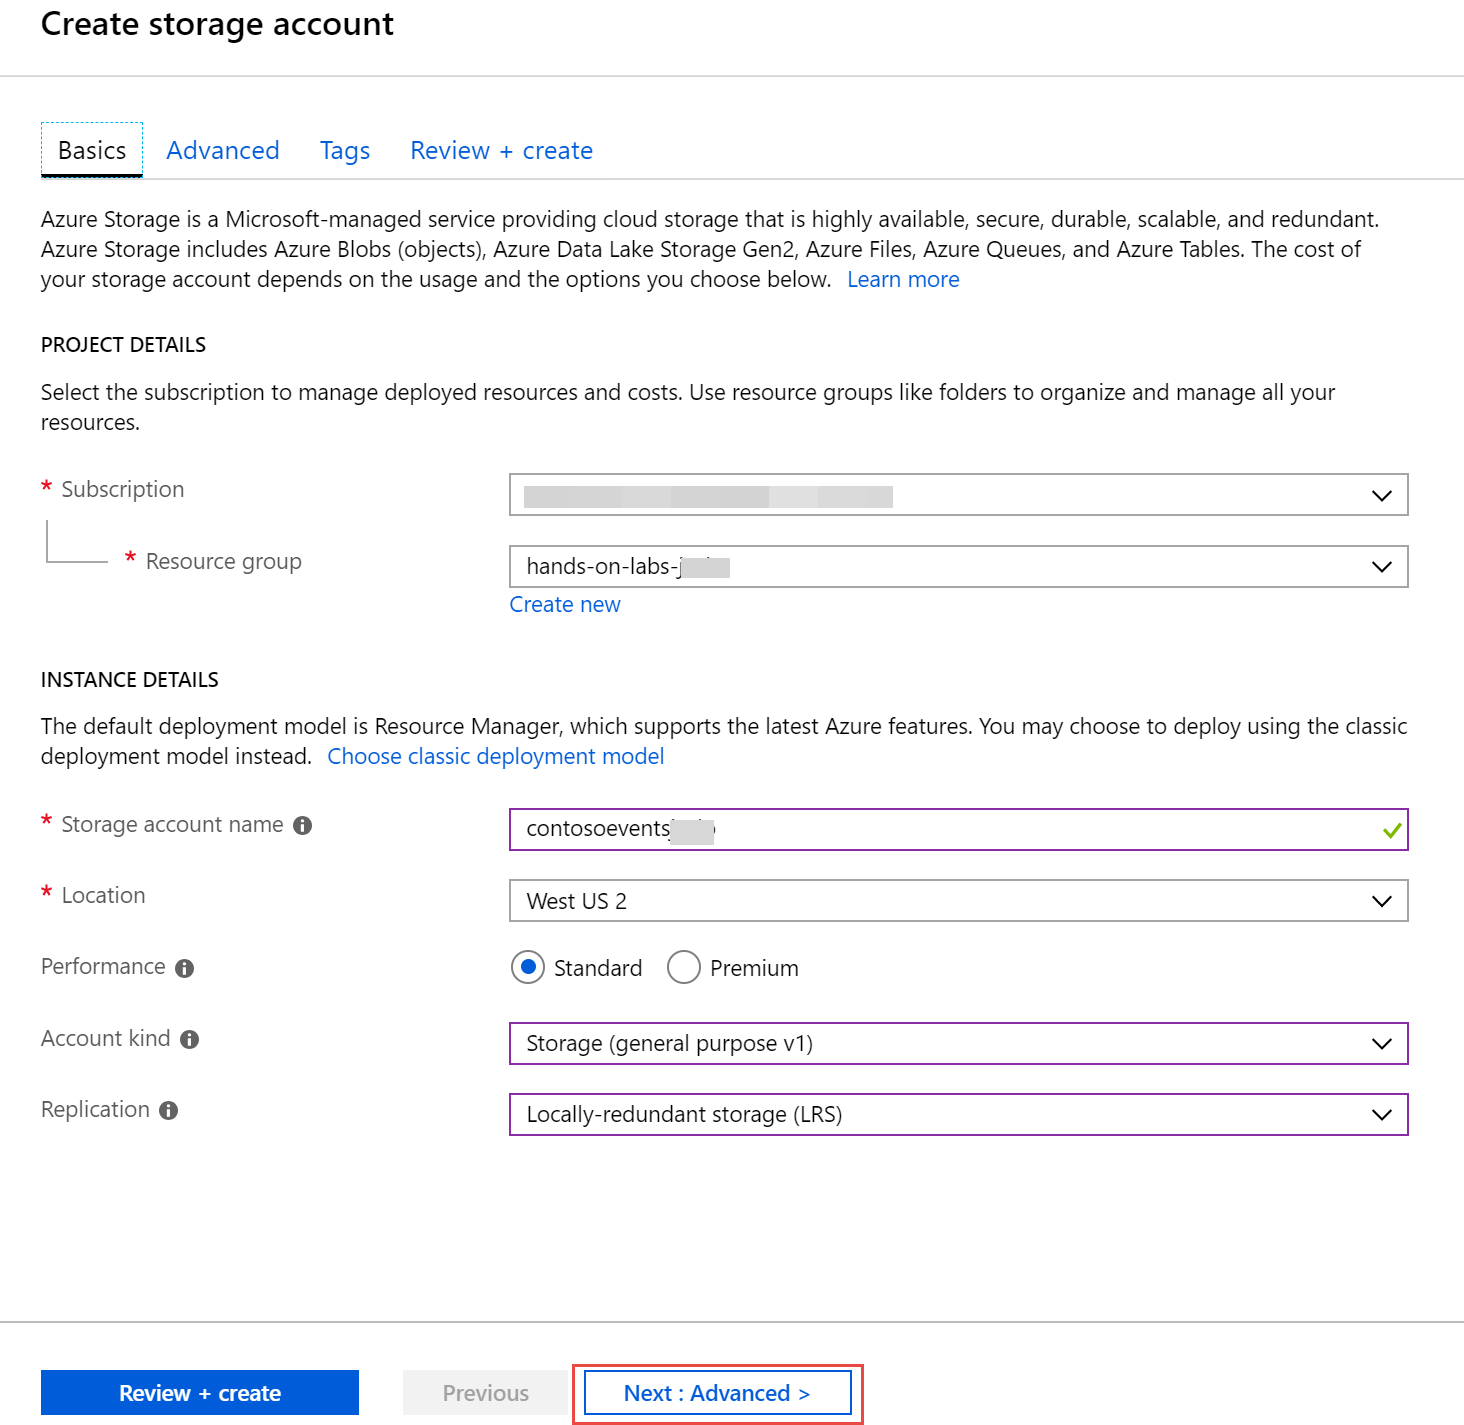 Create storage account
Basics Advanced Tags Review + create
Azure Storage is a Microsoft-managed service providing cloud storage that is highly available, secure, durable, scalable, and redundant.
Azure Storage includes Azure Blobs (objects), Azure Data Lake Storage Gen2, Azure Files, Azure Queues, and Azure Tables. The cost of
your storage account depends on the usage and the options you choose below. Learn more
PROJECT DETAILS
Select the subscription to manage deployed resources and costs. Use resource groups like folders to organize and manage all your
resources.
* Subscription
* Resource group hands-on-labs-
Create new
INSTANCE DETAILS
The default deployment model is Resource Manager, which supports the latest Azure features. You may choose to deploy using the classic
deployment model instead. Choose classic deployment model
* Storage account name contosoevents
* Location West US 2
Performance Standard Premium
Account kind Storage (general purpose v1)
Replication Locally-redundant storage (LRS)
Review + create Previous Next : Advanced >